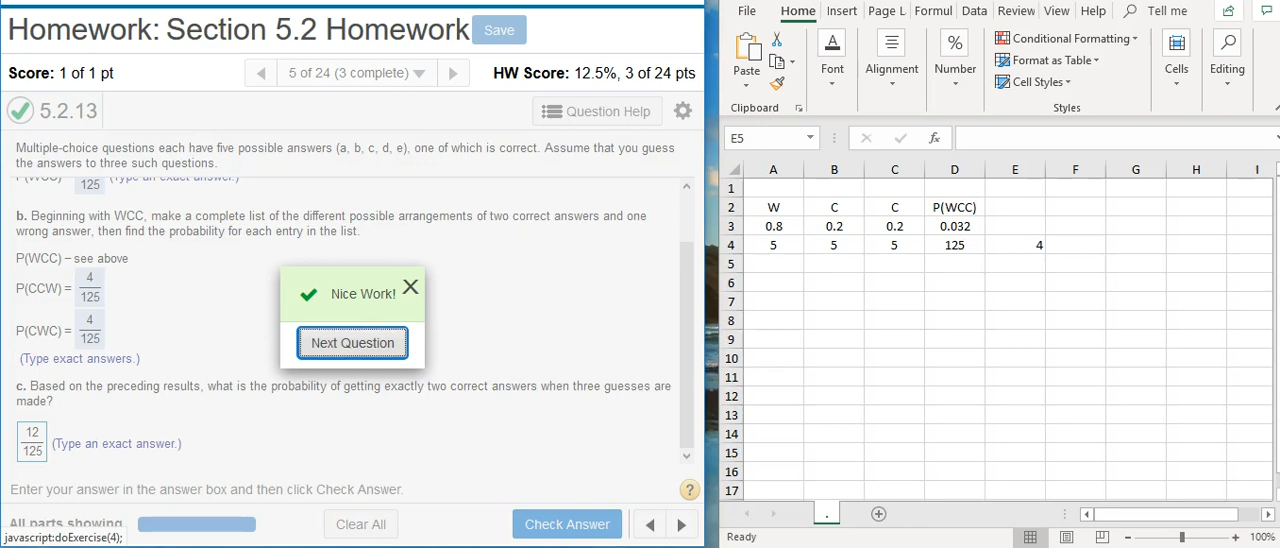 Homework: Section 5.2 Homework Save
Score: 1 of 1 pt
5 of 24 (3 complete)
HW Score: 12.5%, 3 of 24 pts
5.2.13
Question Help
Multiple-choice questions each have five possible answers (a, b, c, d, e), one of which is correct. Assume that you guess
the answers to three such questions.
125 (Type an exact answer.)
b. Beginning with WCC, make a complete list of the different possible arrangements of two correct answers and one
wrong answer, then find the probability for each entry in the list.
P(WCC) – see above
P(CCW) = 4
125
P(CWC) = 4
125
(Type exact answers.)
Nice Work! X
Next Question
c. Based on the preceding results, what is the probability of getting exactly two correct answers when three guesses are
made?
12
125 (Type an exact answer.)
Enter your answer in the answer box and then click Check Answer.
?
All parts showing
Clear All
Check Answer
javascript:doExercise(4);
File Home Insert Page L Formul Data Review View Help Tell me
Paste
Font
Alignment
%
Number
Conditional Formatting
Format as Table
Cell Styles
Cells
Editing
Clipboard
Styles
E5
fx
A B C D E F G H I
1
2 W C C P(WCC)
3 0.8 0.2 0.2 0.032
4 5 5 5 125 4
5
6
7
8
9
10
11
12
13
14
15
16
17
.
Ready
100%